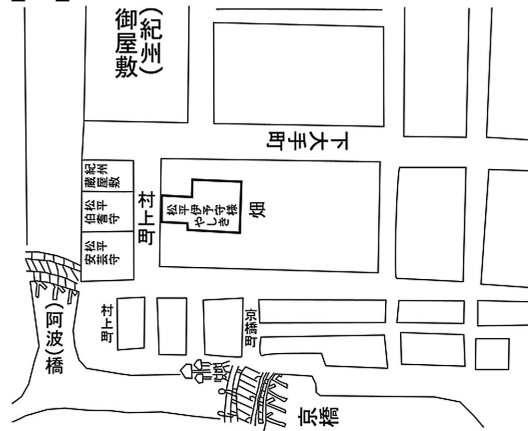 （紀州）
御屋敷
下大手町
紀州
蔵屋敷
松平
伯耆守
松平
安芸守
村上町
松平伊予守様
やしき
畑
（阿波）橋
村上町
京橋町
京橋